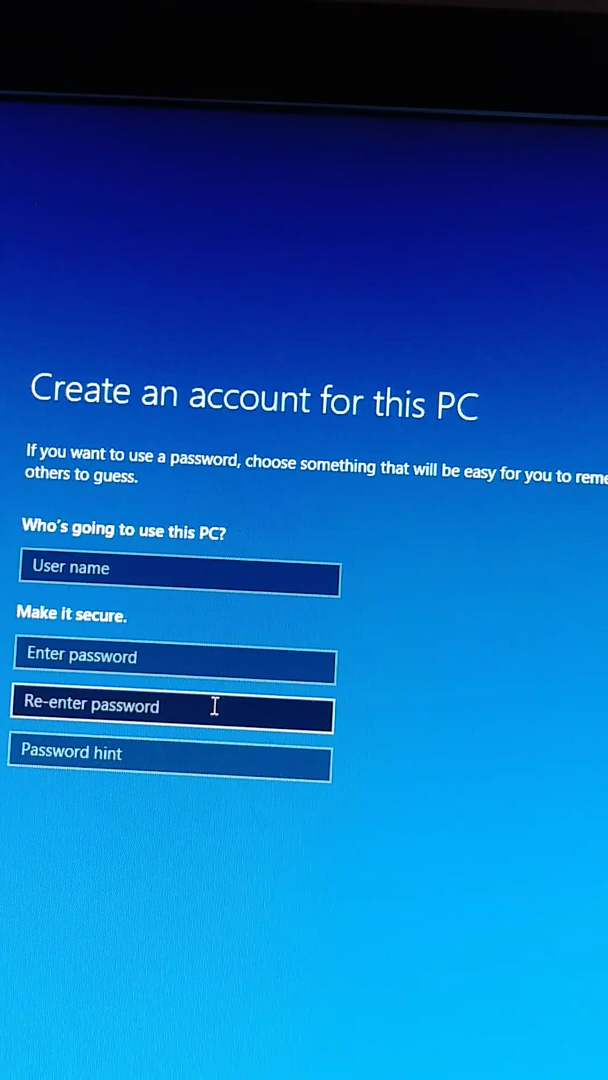 Create an account for this PC
If you want to use a password, choose something that will be easy for you to reme
others to guess.
Who's going to use this PC?
User name
Make it secure.
Enter password
Re-enter password
Password hint